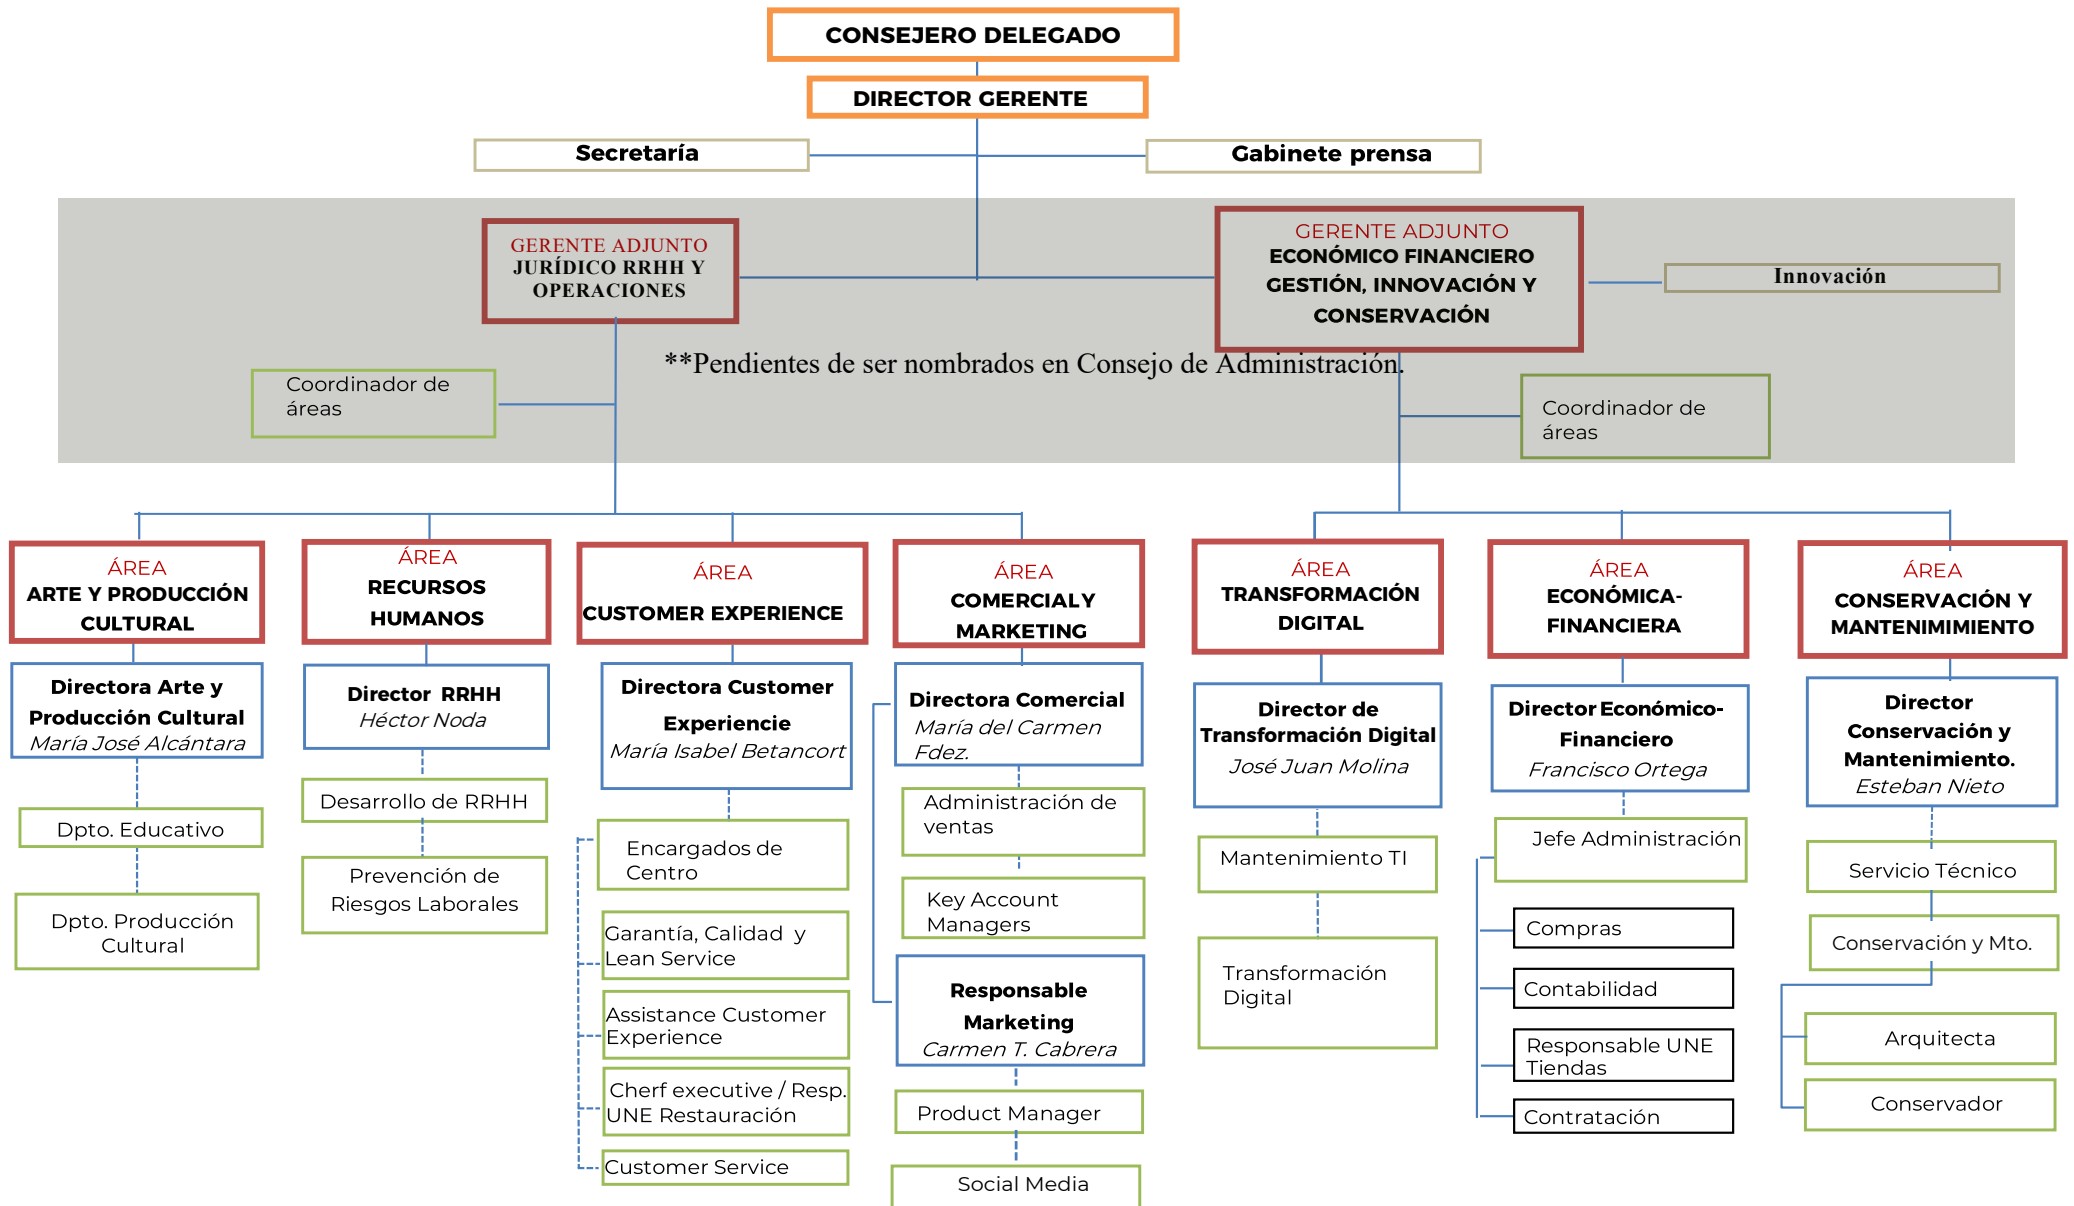 CONSEJERO DELEGADO
DIRECTOR GERENTE
Secretaría
Gabinete prensa
GERENTE ADJUNTO
JURÍDICO RRHH Y
OPERACIONES
GERENTE ADJUNTO
ECONÓMICO FINANCIERO
GESTIÓN, INNOVACIÓN Y
CONSERVACIÓN
Innovación
**Pendientes de ser nombrados en Consejo de Administración.
Coordinador de
áreas
Coordinador de
áreas
ÁREA
ARTE Y PRODUCCIÓN
CULTURAL
Directora Arte y
Producción Cultural
María José Alcántara
Dpto. Educativo
Dpto. Producción
Cultural
ÁREA
RECURSOS
HUMANOS
Director RRHH
Héctor Noda
Desarrollo de RRHH
Prevención de
Riesgos Laborales
ÁREA
CUSTOMER EXPERIENCE
Directora Customer
Experiencie
María Isabel Betancort
Encargados de
Centro
Garantía, Calidad y
Lean Service
Assistance Customer
Experience
Cherf executive / Resp.
UNE Restauración
Customer Service
ÁREA
COMERCIAL Y
MARKETING
Directora Comercial
María del Carmen
Fdez.
Administración de
ventas
Key Account
Managers
Responsable
Marketing
Carmen T. Cabrera
Product Manager
Social Media
ÁREA
TRANSFORMACIÓN
DIGITAL
Director de
Transformación Digital
José Juan Molina
Mantenimiento TI
Transformación
Digital
ÁREA
ECONÓMICA-
FINANCIERA
Director Económico-
Financiero
Francisco Ortega
Jefe Administración
Compras
Contabilidad
Responsable UNE
Tiendas
Contratación
ÁREA
CONSERVACIÓN Y
MANTENIMIMIENTO
Director
Conservación y
Mantenimiento.
Esteban Nieto
Servicio Técnico
Conservación y Mto.
Arquitecta
Conservador